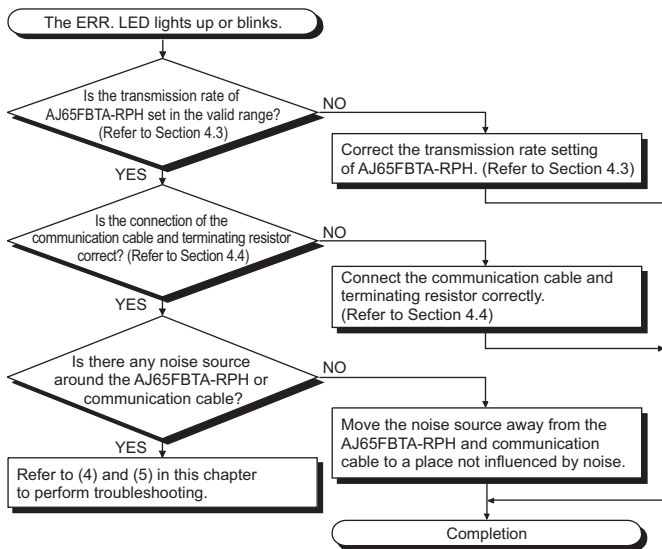 The ERR. LED lights up or blinks.
Is the transmission rate of
AJ65FBTA-RPH set in the valid range?
(Refer to Section 4.3)
NO
Correct the transmission rate setting
of AJ65FBTA-RPH. (Refer to Section 4.3)
YES
Is the connection of the
communication cable and terminating resistor
correct? (Refer to Section 4.4)
NO
Connect the communication cable and
terminating resistor correctly.
(Refer to Section 4.4)
YES
Is there any noise source
around the AJ65FBTA-RPH or
communication cable?
NO
Move the noise source away from the
AJ65FBTA-RPH and communication
cable to a place not influenced by noise.
YES
Refer to (4) and (5) in this chapter
to perform troubleshooting.
Completion